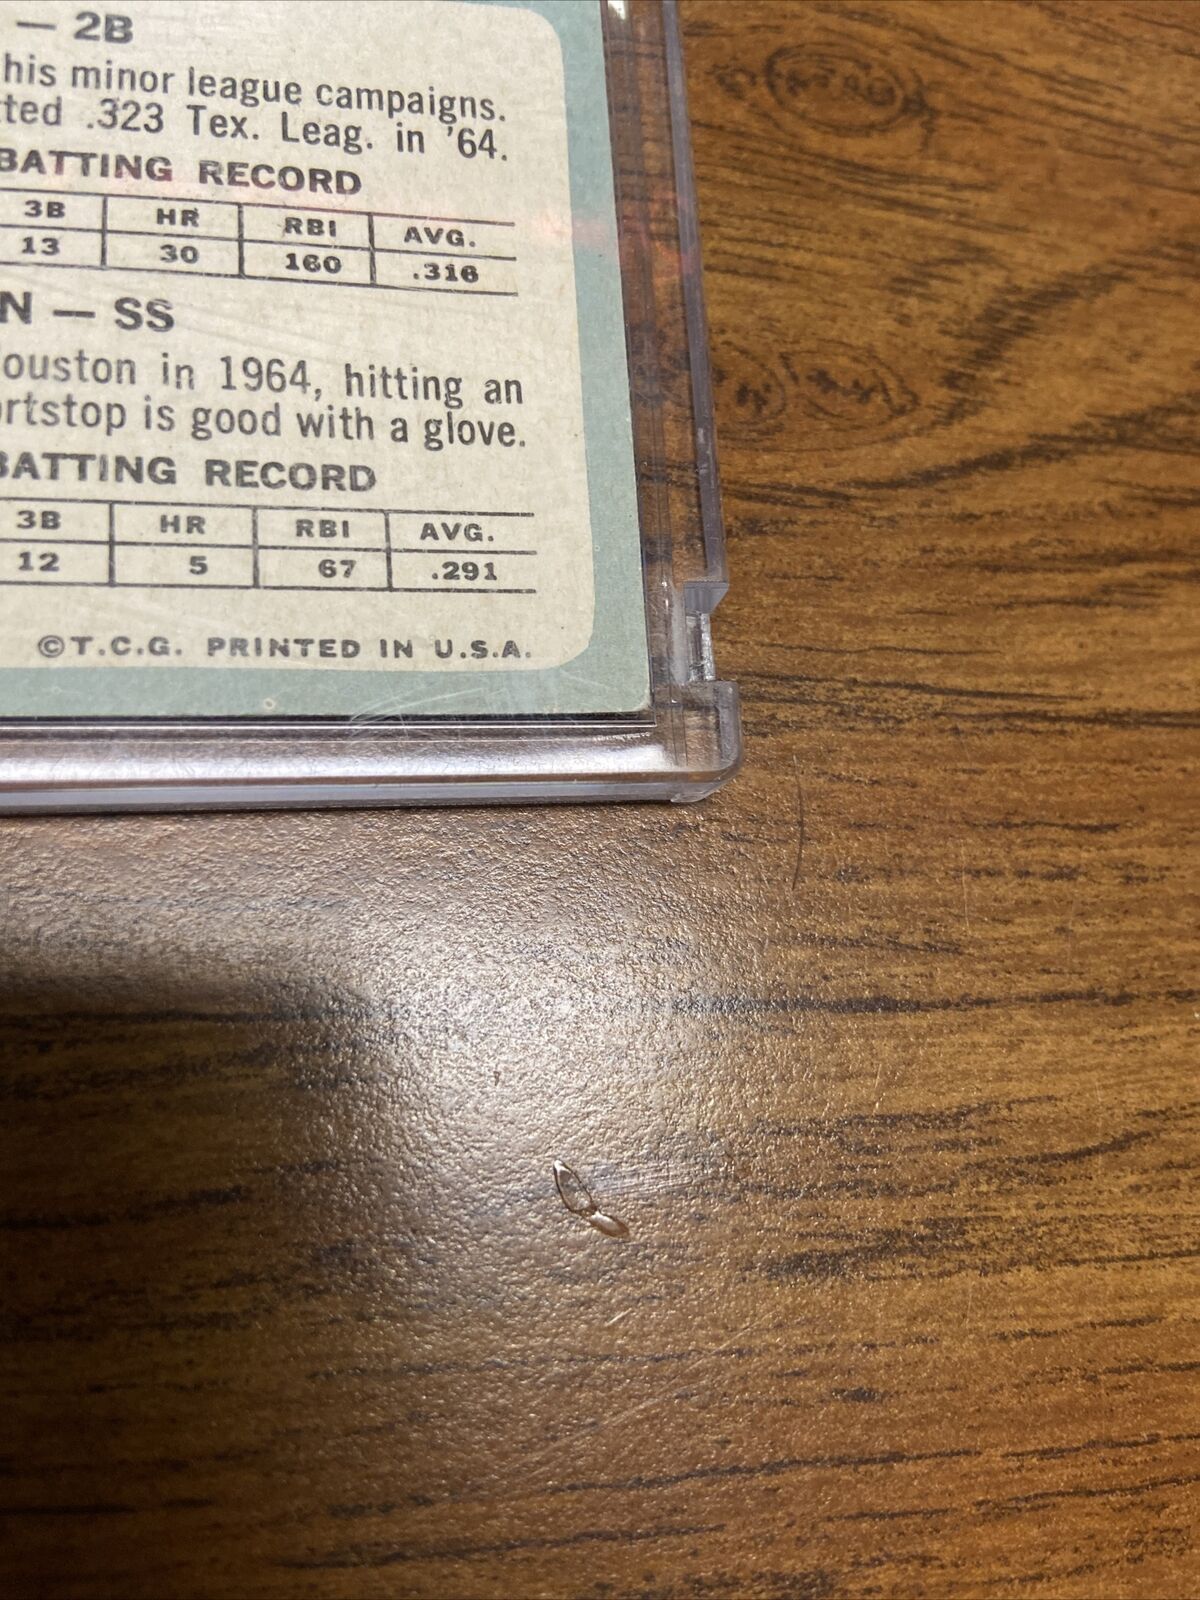 — 2B
his minor league campaigns.
ted .323 Tex. Leag. in '64.
BATTING RECORD
3B HR RBI AVG.
13 30 160 .316
N — SS
ouston in 1964, hitting an
ortstop is good with a glove.
BATTING RECORD
3B HR RBI AVG.
12 5 67 .291
©T.C.G. PRINTED IN U.S.A.